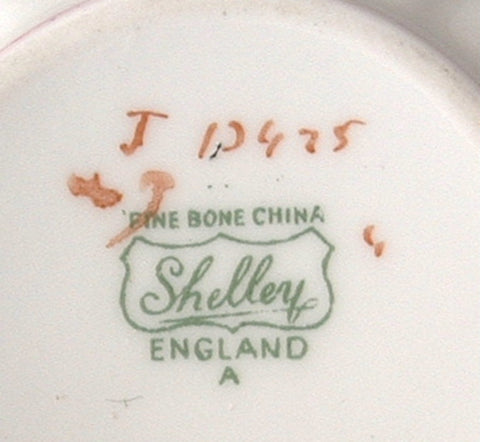 J 13425
J
FINE BONE CHINA
Shelley
ENGLAND
A